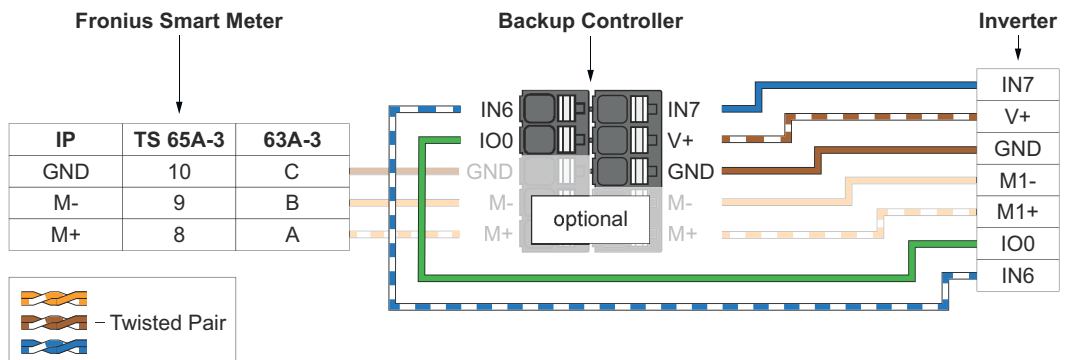 Fronius Smart Meter
Backup Controller
Inverter
IP TS 65A-3 63A-3
GND 10 C
M- 9 B
M+ 8 A
IN6 IN7
IO0 V+
GND GND
M- M-
M+ M+
optional
IN7
V+
GND
M1-
M1+
IO0
IN6
– Twisted Pair